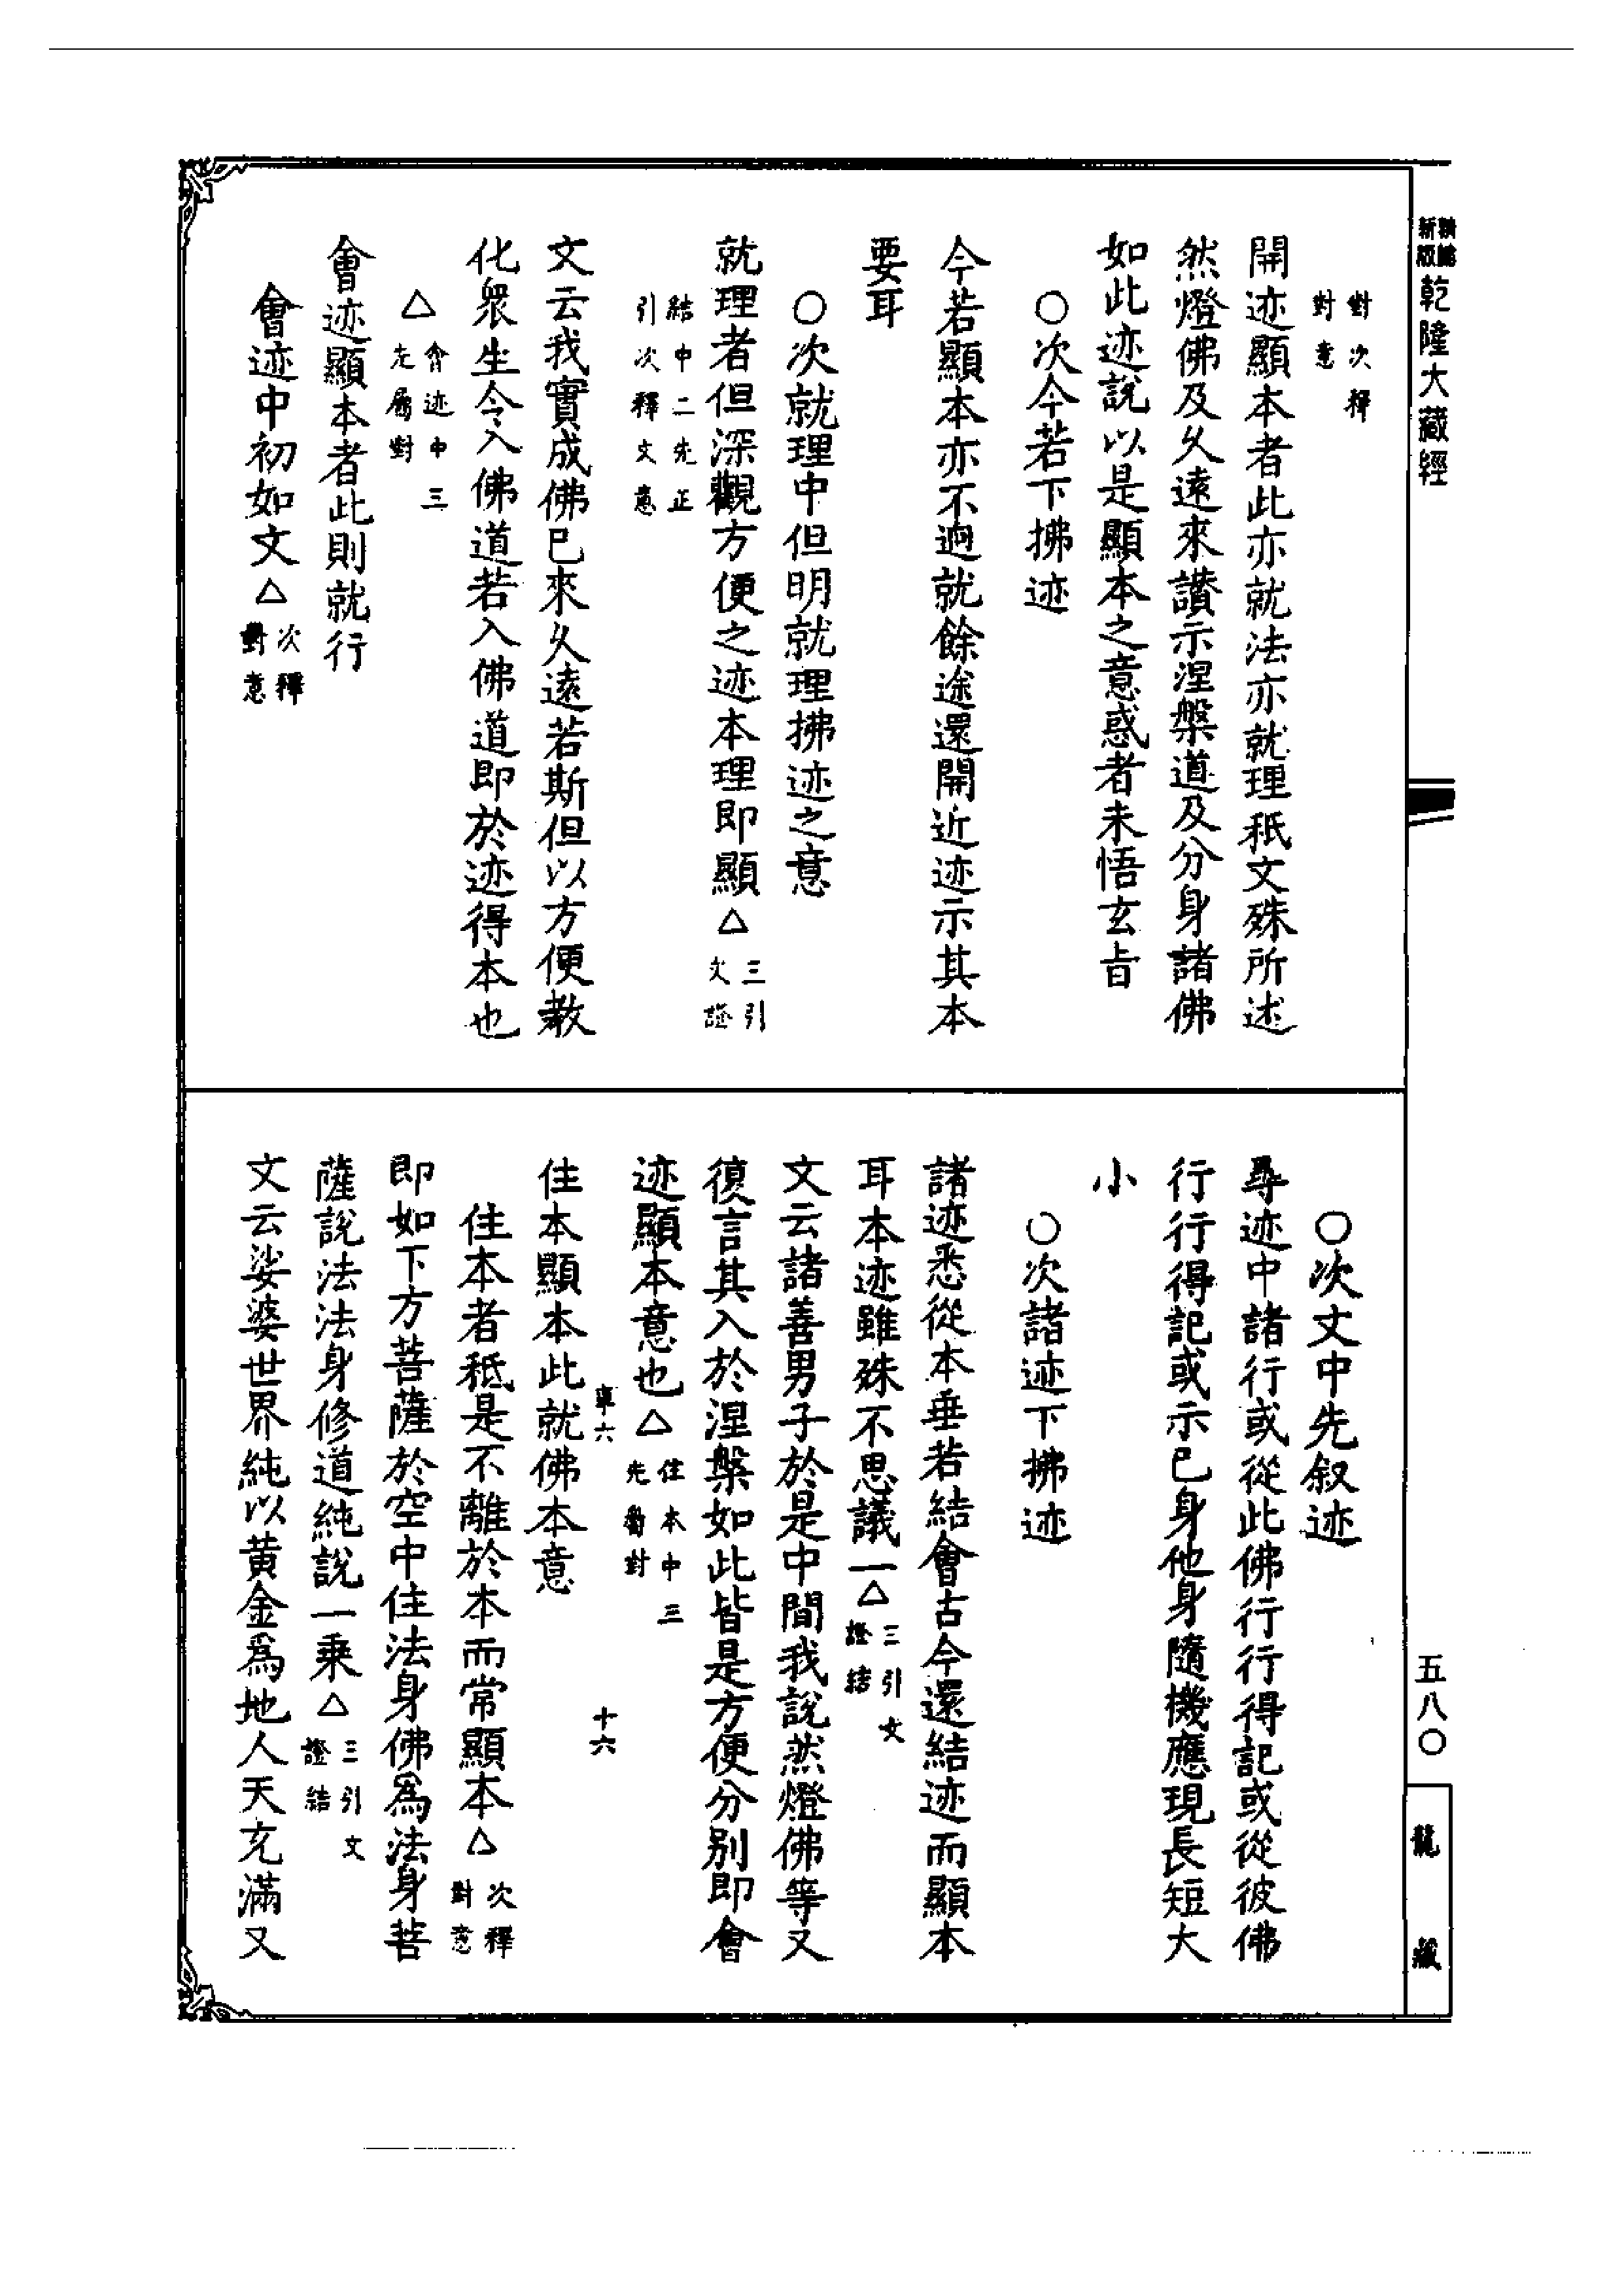 新編
新版
乾隆大藏經
五八〇
龍藏
對次釋
對意
開迹顯本者此亦就法亦就理秖文殊所述
然燈佛及久遠來讚示涅槃道及分身諸佛
如此迹說以是顯本之意惑者未悟玄旨
〇次今若下拂迹
今若顯本亦不逈就餘途還開近迹示其本
要耳
〇次就理中但明就理拂迹之意
就理者但深觀方便之迹本理即顯△三引
文證
結中二先正
引次釋文意
文云我實成佛已來久遠若斯但以方便教
化衆生令入佛道若入佛道即於迹得本也
△會迹中三
先屬對
會迹顯本者此則就行
會迹中初如文△次釋
對意
〇次文中先叙迹
尋迹中諸行或從此佛行行得記或從彼佛
行行得記或示己身他身隨機應現長短大
小
〇次諸迹下拂迹
諸迹悉從本垂若結會古今還結迹而顯本
耳本迹雖殊不思議一△三引文
證結
文云諸善男子於是中間我說然燈佛等又
復言其入於涅槃如此皆是方便分別即會
迹顯本意也△住本中三
先屬對
六
十六
住本顯本此就佛本意
住本者秖是不離於本而常顯本△次釋
對意
即如下方菩薩於空中住法身佛爲法身菩
薩說法法身修道純說一乘△三引文
證結
文云娑婆世界純以黄金爲地人天充滿又